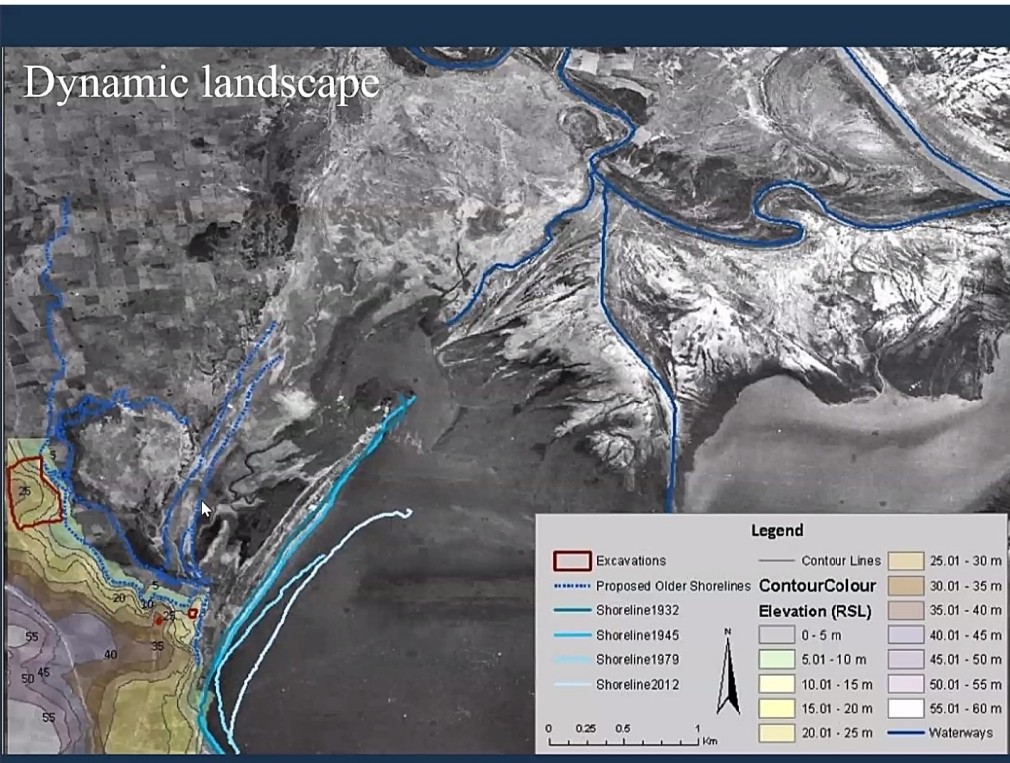 Dynamic landscape
5
25
5
20
10
25
35
40
55
45
50
55
Legend
Excavations
Proposed Older Shorelines
Shoreline1932
Shoreline1945
Shoreline1979
Shoreline2012
N
0 0.25 0.5 1
Km
Contour Lines
ContourColour
Elevation (RSL)
0 - 5 m
5.01 - 10 m
10.01 - 15 m
15.01 - 20 m
20.01 - 25 m
25.01 - 30 m
30.01 - 35 m
35.01 - 40 m
40.01 - 45 m
45.01 - 50 m
50.01 - 55 m
55.01 - 60 m
Waterways